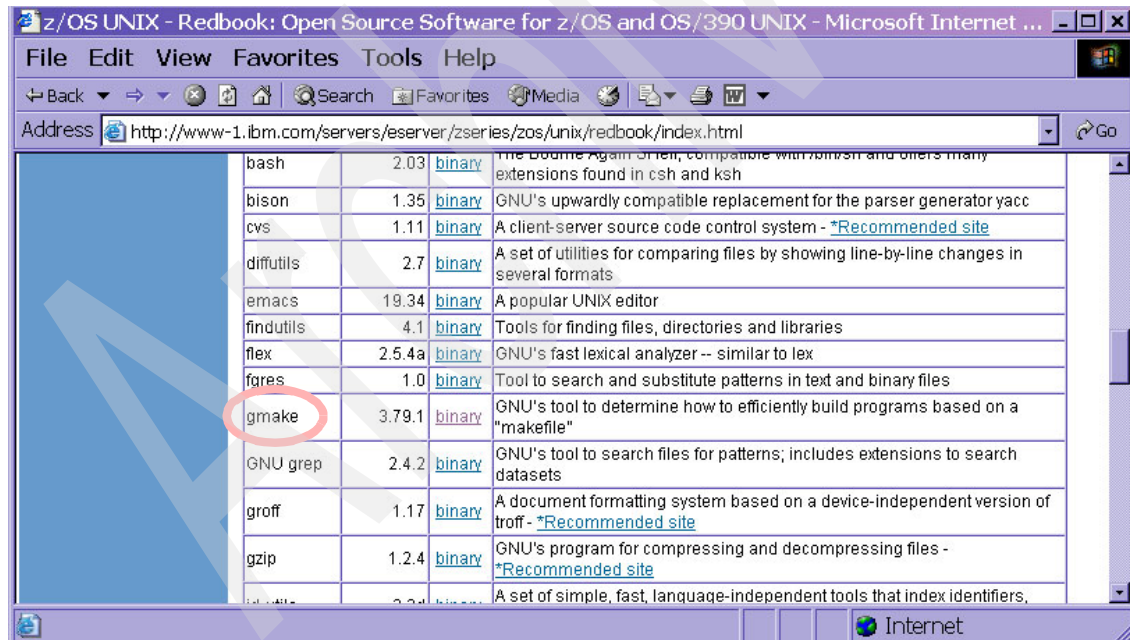 z/OS UNIX - Redbook: Open Source Software for z/OS and OS/390 UNIX - Microsoft Internet ...
File Edit View Favorites Tools Help
Back Search Favorites Media
Address http://www-1.ibm.com/servers/eserver/zseries/zos/unix/redbook/index.html Go
bash 2.03 binary The Bourne Again Shell, compatible with /bin/sh and offers many
extensions found in csh and ksh
bison 1.35 binary GNU's upwardly compatible replacement for the parser generator yacc
cvs 1.11 binary A client-server source code control system - *Recommended site
diffutils 2.7 binary A set of utilities for comparing files by showing line-by-line changes in
several formats
emacs 19.34 binary A popular UNIX editor
findutils 4.1 binary Tools for finding files, directories and libraries
flex 2.5.4a binary GNU's fast lexical analyzer -- similar to lex
fgres 1.0 binary Tool to search and substitute patterns in text and binary files
gmake 3.79.1 binary GNU's tool to determine how to efficiently build programs based on a
"makefile"
GNU grep 2.4.2 binary GNU's tool to search files for patterns; includes extensions to search
datasets
groff 1.17 binary A document formatting system based on a device-independent version of
troff - *Recommended site
gzip 1.2.4 binary GNU's program for compressing and decompressing files -
*Recommended site
A set of simple, fast, language-independent tools that index identifiers,
Internet